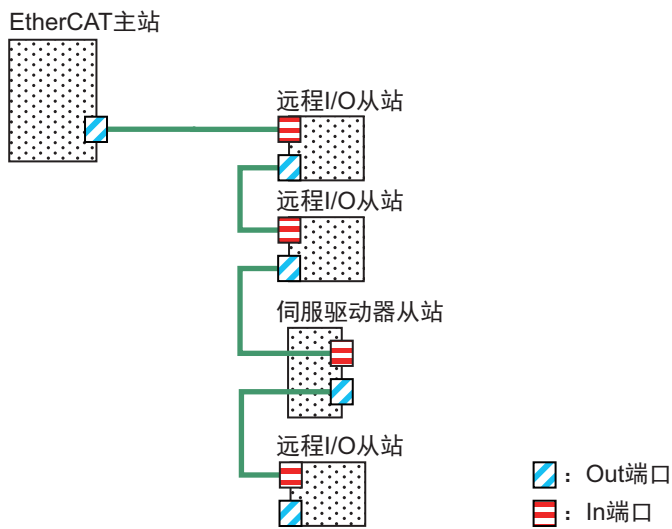 EtherCAT主站
远程I/O从站
远程I/O从站
伺服驱动器从站
远程I/O从站
：Out端口
：In端口